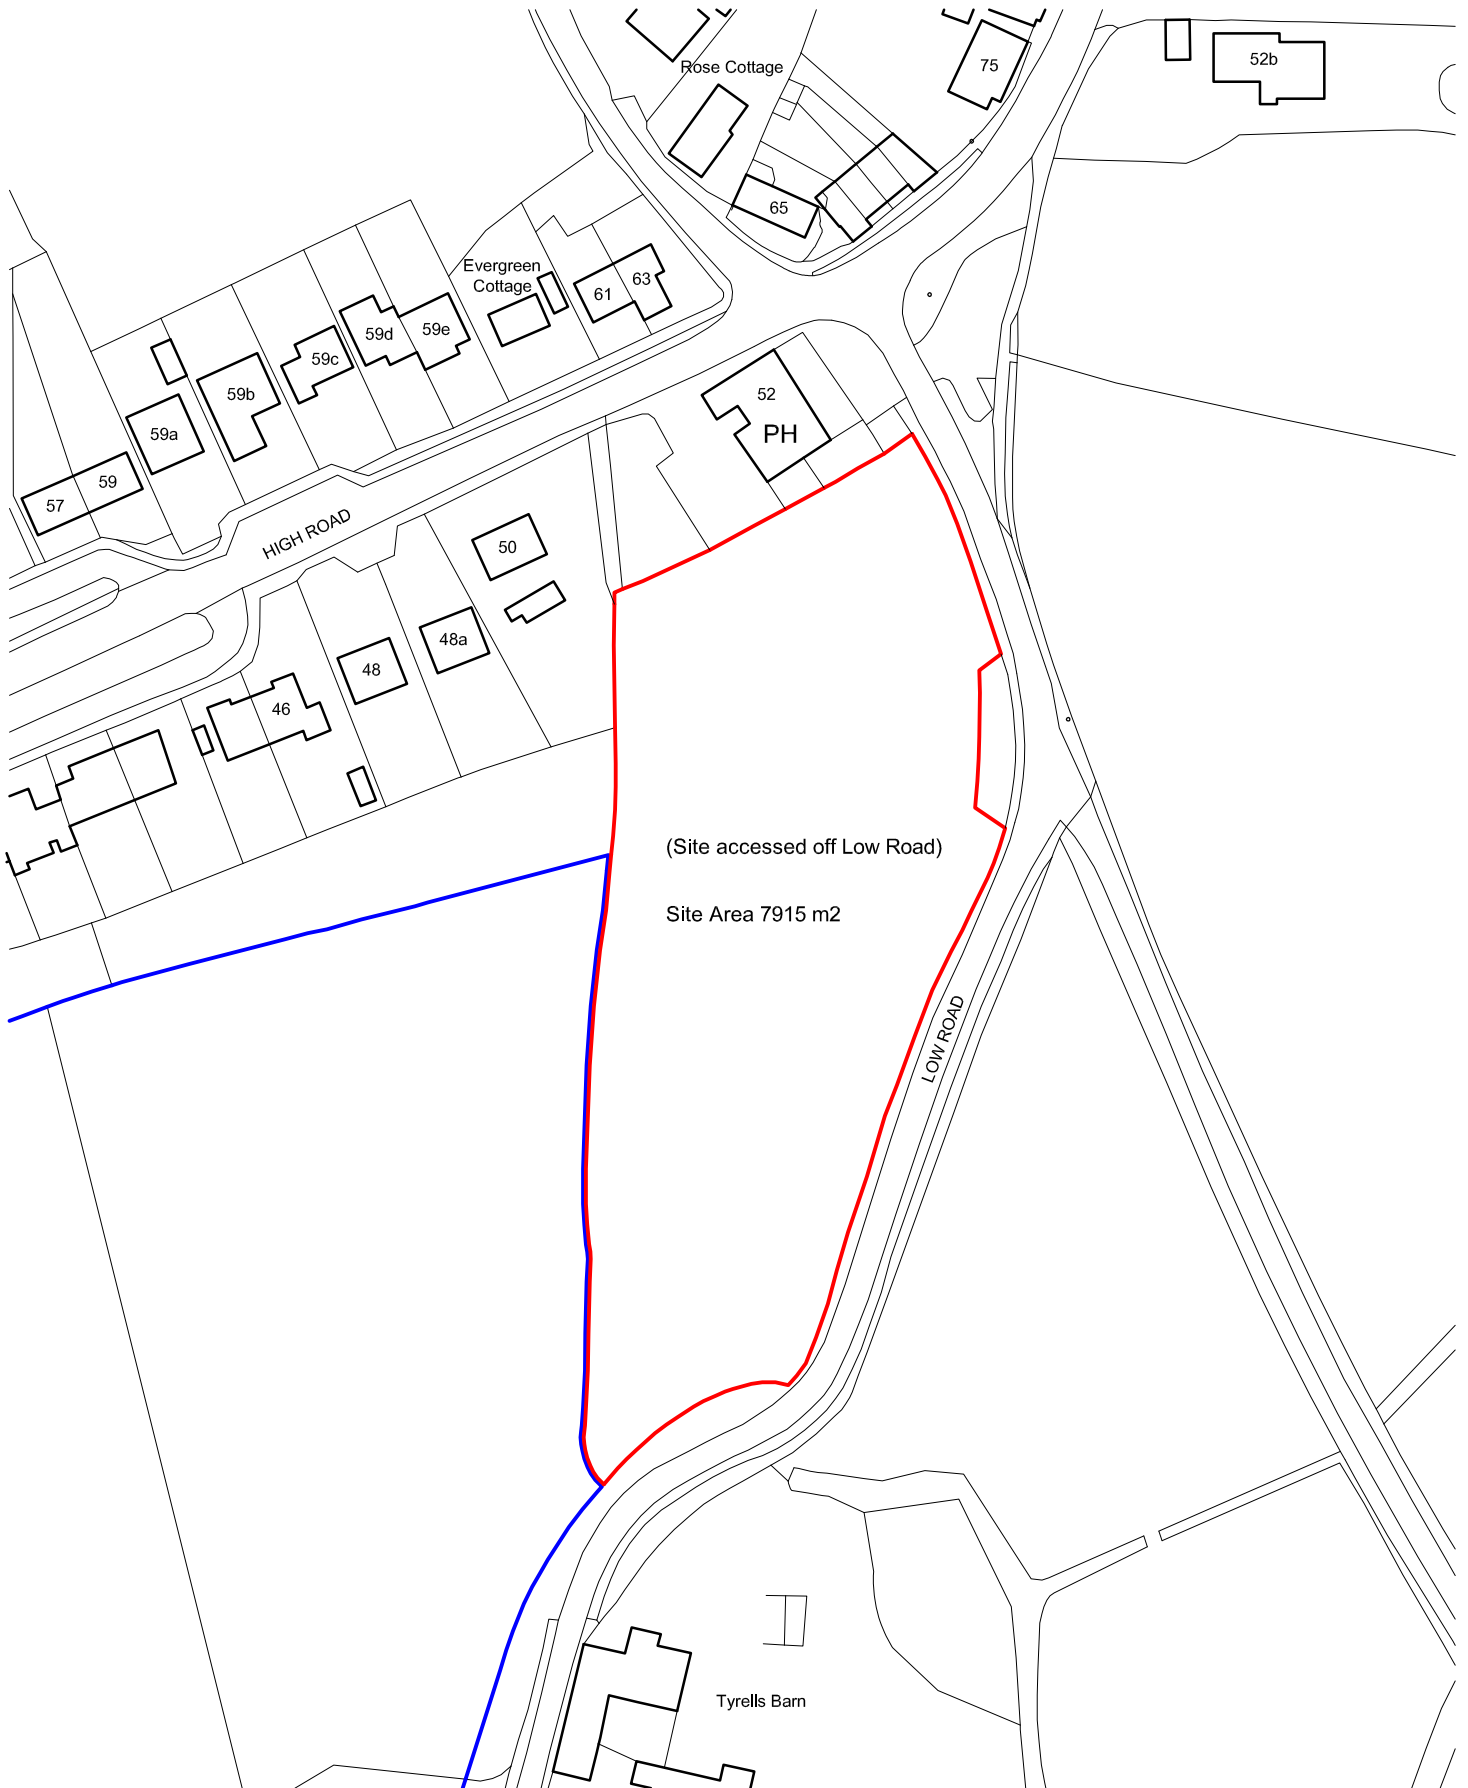 Rose Cottage
75
52b
65
Evergreen
Cottage
61
63
59d
59e
59c
59b
59a
59
57
52
PH
HIGH ROAD
50
48a
48
46
(Site accessed off Low Road)
Site Area 7915 m2
LOW ROAD
Tyrells Barn